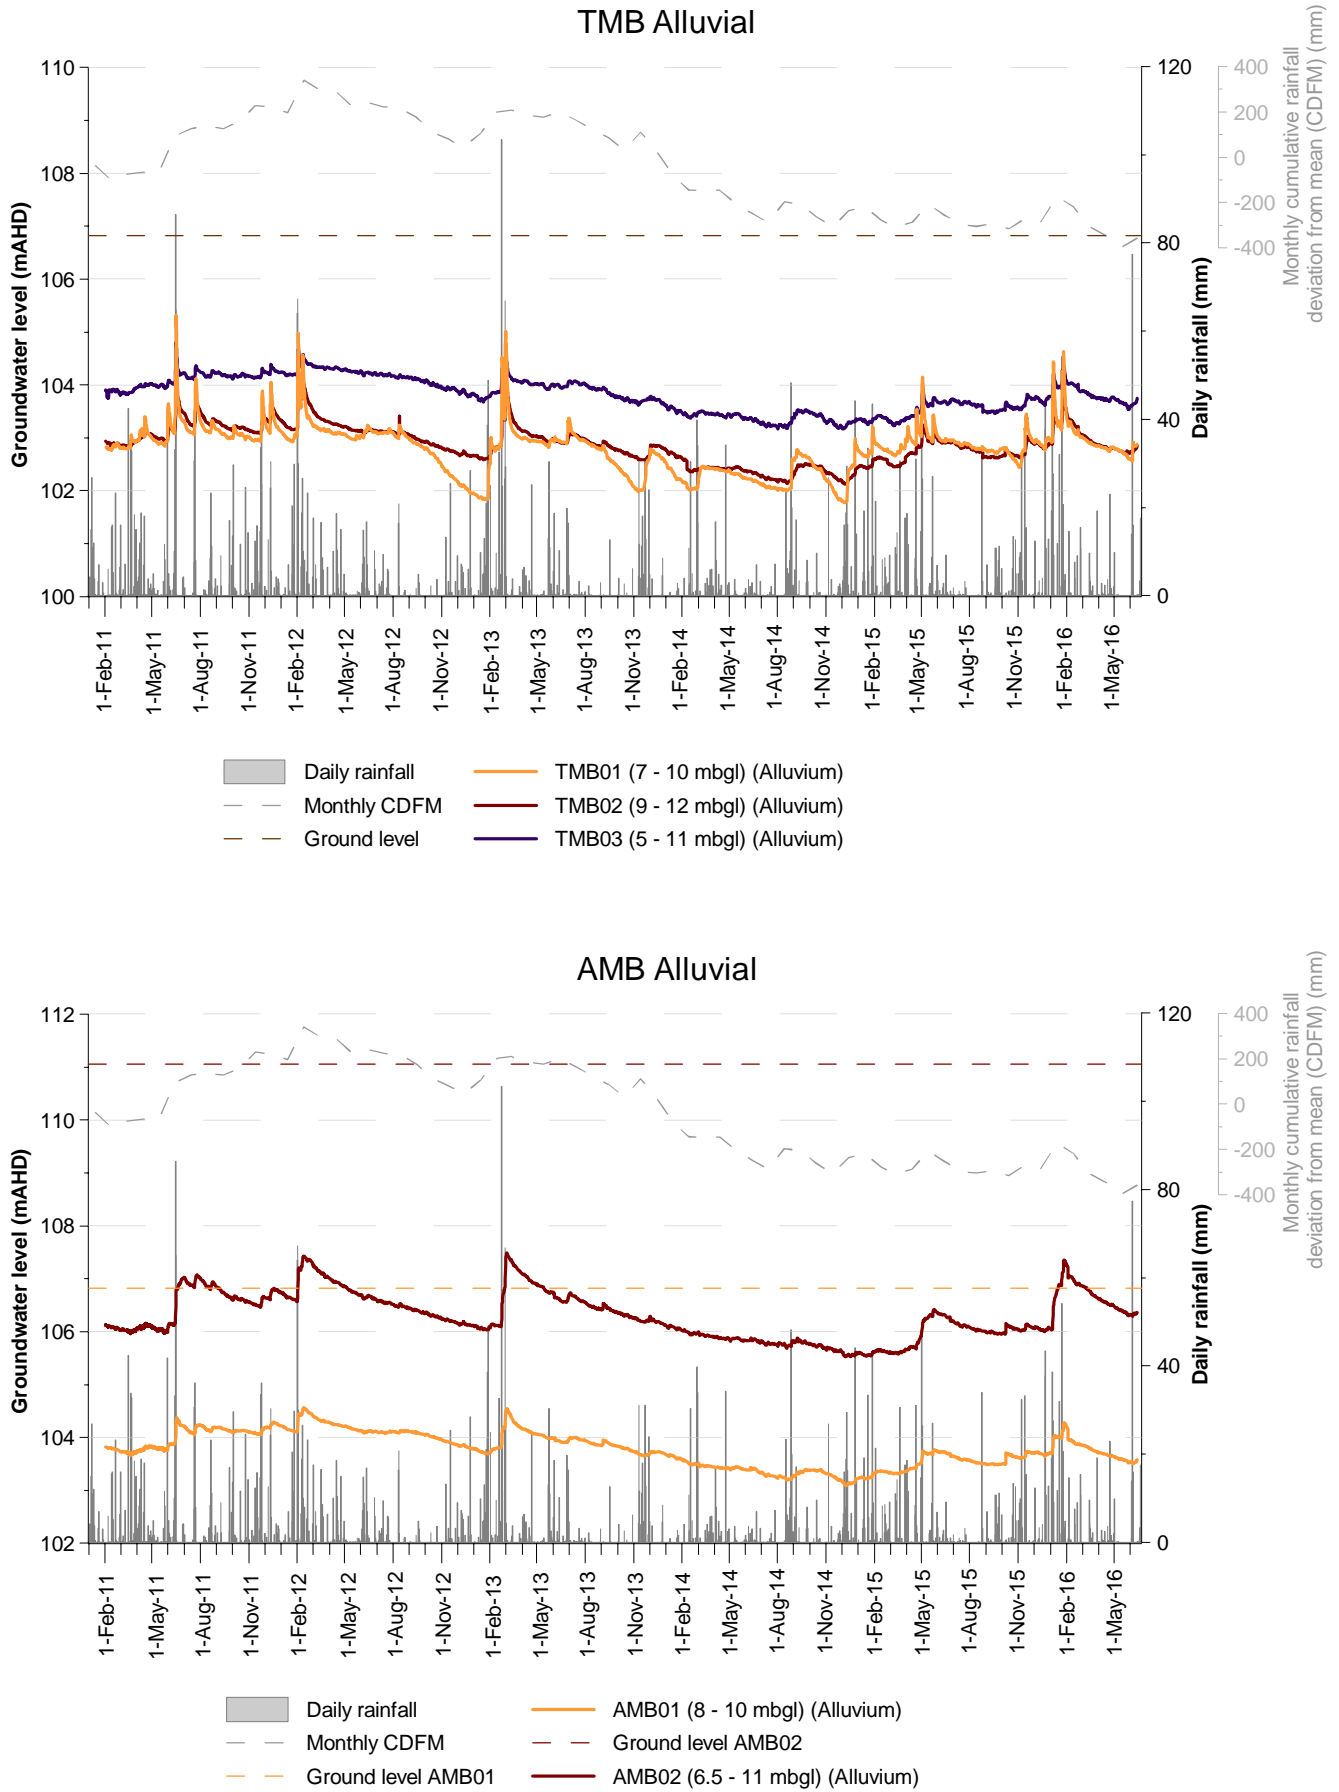 TMB Alluvial
110
108
106
104
102
100
Groundwater level (mAHD)
120
80
40
0
Daily rainfall (mm)
400
200
0
-200
-400
Monthly cumulative rainfall
deviation from mean (CDFM) (mm)
1-Feb-11
1-May-11
1-Aug-11
1-Nov-11
1-Feb-12
1-May-12
1-Aug-12
1-Nov-12
1-Feb-13
1-May-13
1-Aug-13
1-Nov-13
1-Feb-14
1-May-14
1-Aug-14
1-Nov-14
1-Feb-15
1-May-15
1-Aug-15
1-Nov-15
1-Feb-16
1-May-16
Daily rainfall
Monthly CDFM
Ground level
TMB01 (7 - 10 mbgl) (Alluvium)
TMB02 (9 - 12 mbgl) (Alluvium)
TMB03 (5 - 11 mbgl) (Alluvium)
AMB Alluvial
112
110
108
106
104
102
Groundwater level (mAHD)
120
80
40
0
Daily rainfall (mm)
400
200
0
-200
-400
Monthly cumulative rainfall
deviation from mean (CDFM) (mm)
1-Feb-11
1-May-11
1-Aug-11
1-Nov-11
1-Feb-12
1-May-12
1-Aug-12
1-Nov-12
1-Feb-13
1-May-13
1-Aug-13
1-Nov-13
1-Feb-14
1-May-14
1-Aug-14
1-Nov-14
1-Feb-15
1-May-15
1-Aug-15
1-Nov-15
1-Feb-16
1-May-16
Daily rainfall
Monthly CDFM
Ground level AMB01
AMB01 (8 - 10 mbgl) (Alluvium)
Ground level AMB02
AMB02 (6.5 - 11 mbgl) (Alluvium)